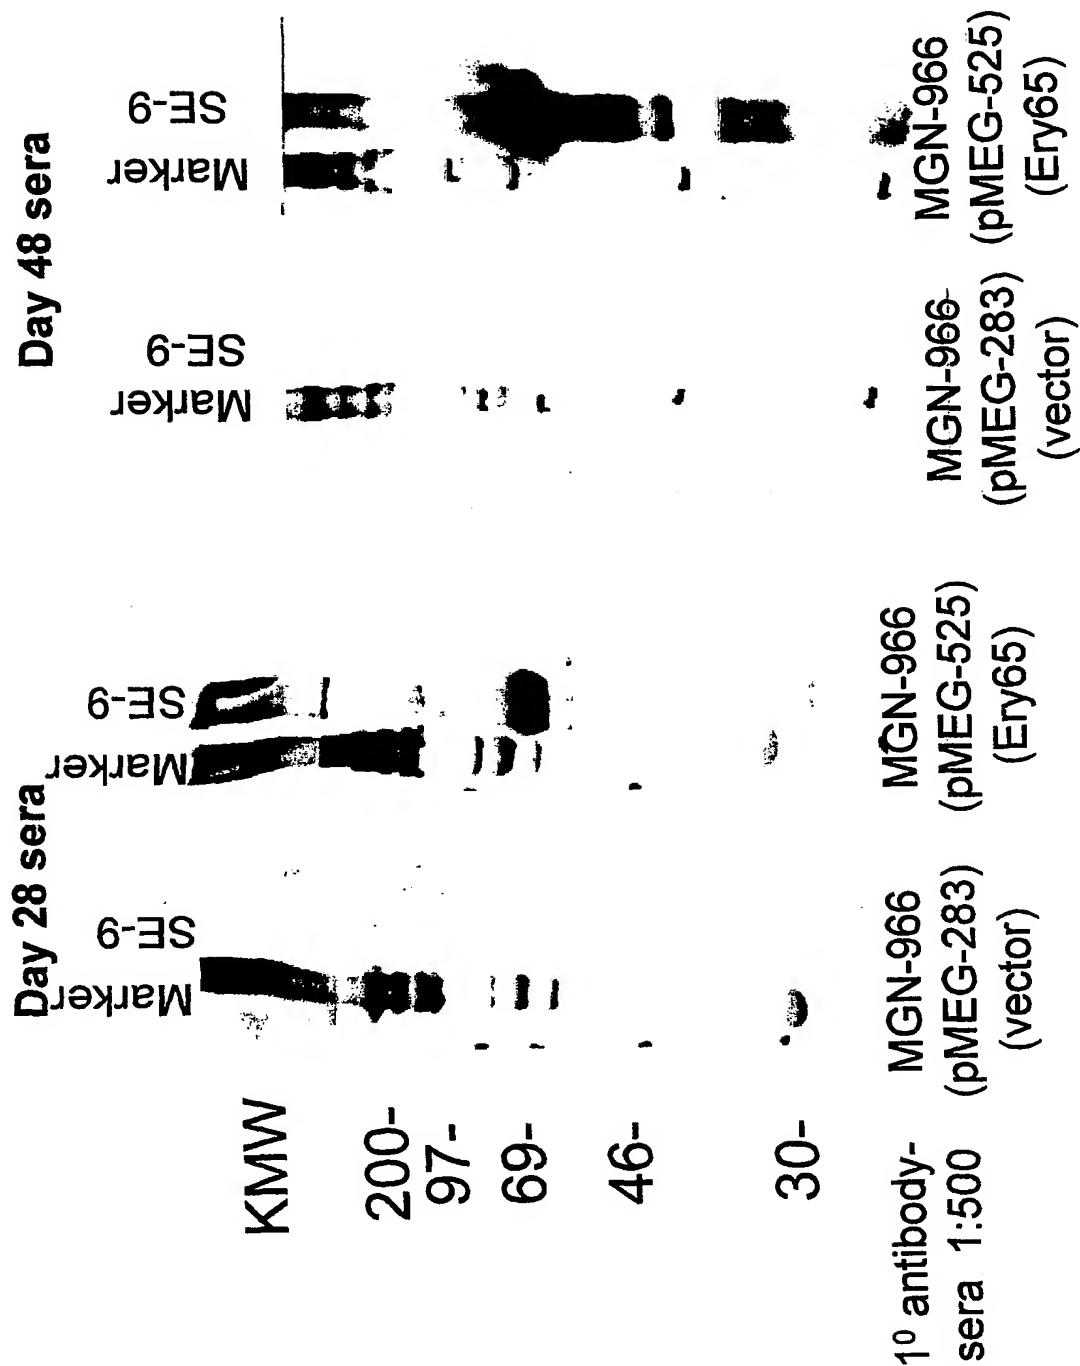 Day 28 sera
Day 48 sera
Marker
SE-9
Marker
SE-9
Marker
SE-9
Marker
SE-9
KMW
200-
97-
69-
46-
30-
1⁰ antibody-
sera 1:500
MGN-966
(pMEG-283)
(vector)
MGN-966
(pMEG-525)
(Ery65)
MGN-966
(pMEG-283)
(vector)
MGN-966
(pMEG-525)
(Ery65)